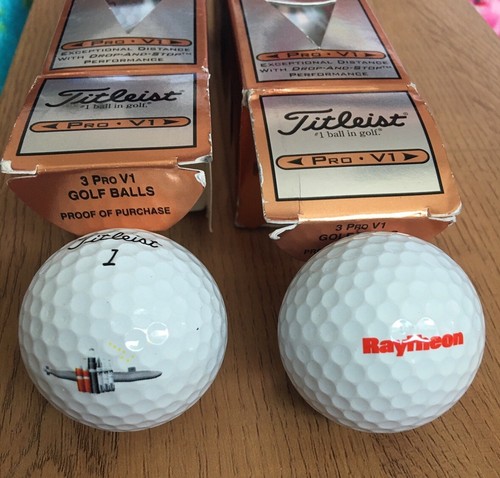 PRO·V1
EXCEPTIONAL DISTANCE
WITH DROP-AND-STOP™
PERFORMANCE
Titleist®
#1 ball in golf.™
PRO·V1
3 PRO V1
GOLF BALLS
PROOF OF PURCHASE
PRO·V1
EXCEPTIONAL DISTANCE
WITH DROP-AND-STOP™
PERFORMANCE
Titleist®
#1 ball in golf.™
PRO·V1
3 PRO V1
Titleist
1
Raytheon